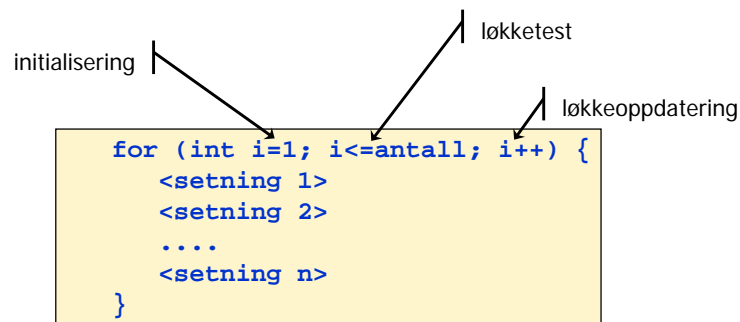 løkketest
initialisering
løkkeoppdatering
for (int i=1; i<=antall; i++) {
<setning 1>
<setning 2>
....
<setning n>
}